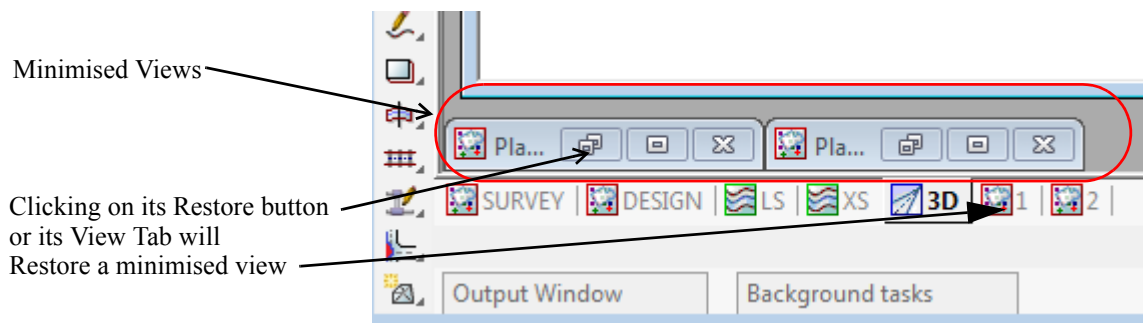 Minimised Views
Pla... Pla...
Clicking on its Restore button
or its View Tab will
Restore a minimised view
SURVEY | DESIGN | LS | XS 3D 1 | 2 |
Output Window Background tasks